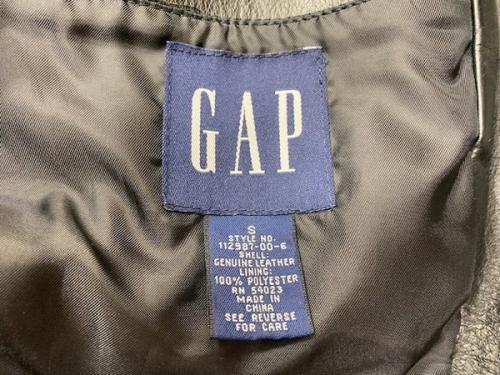 GAP
S
STYLE NO.
112987-00-6
SHELL:
GENUINE LEATHER
LINING:
100% POLYESTER
RN 54023
MADE IN
CHINA
SEE REVERSE
FOR CARE